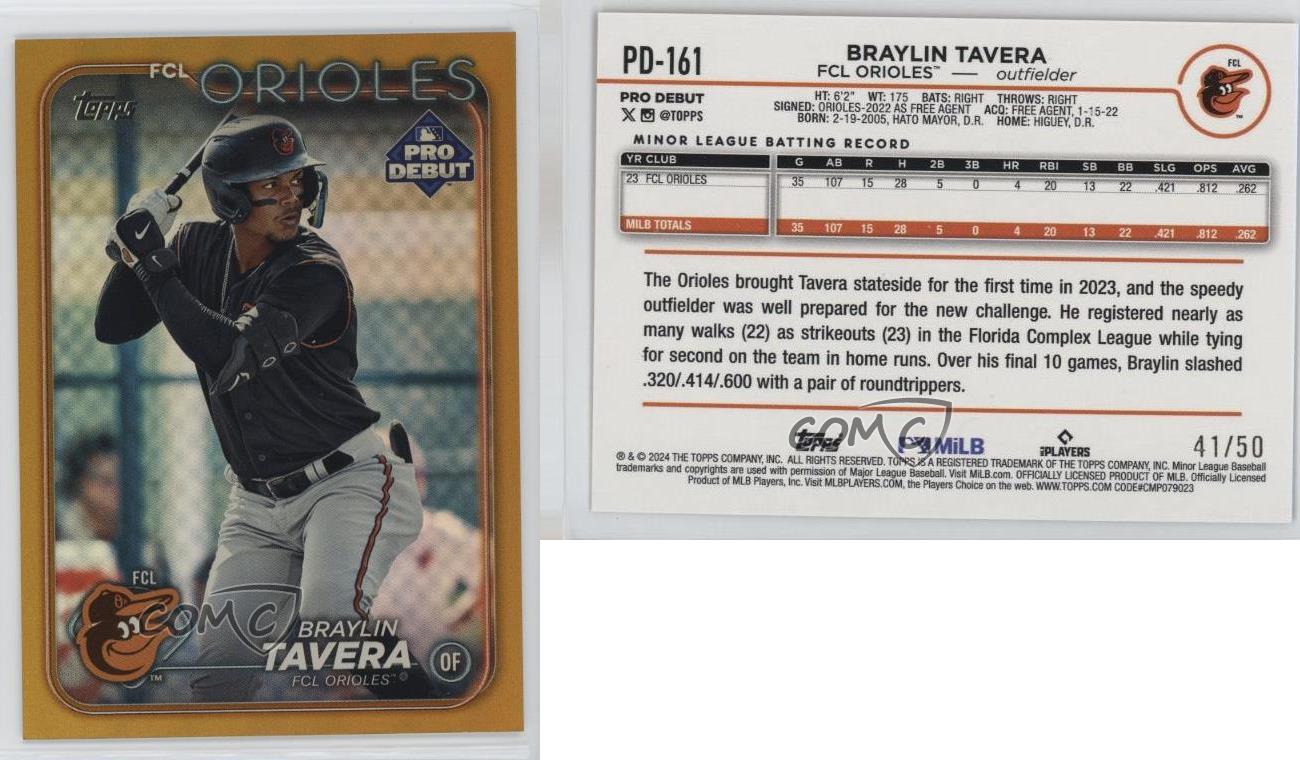 FCL ORIOLES
Topps
PRO
DEBUT™
FCL
COMC
BRAYLIN
TAVERA
OF
FCL ORIOLES™
™
PD-161
BRAYLIN TAVERA
FCL ORIOLES™ — outfielder
FCL
™
PRO DEBUT
@TOPPS
HT: 6'2" WT: 175 BATS: RIGHT THROWS: RIGHT
SIGNED: ORIOLES-2022 AS FREE AGENT ACQ: FREE AGENT, 1-15-22
BORN: 2-19-2005, HATO MAYOR, D.R. HOME: HIGUEY, D.R.
MINOR LEAGUE BATTING RECORD
YR CLUB G AB R H 2B 3B HR RBI SB BB SLG OPS AVG
23 FCL ORIOLES 35 107 15 28 5 0 4 20 13 22 .421 .812 .262
MILB TOTALS 35 107 15 28 5 0 4 20 13 22 .421 .812 .262
The Orioles brought Tavera stateside for the first time in 2023, and the speedy
outfielder was well prepared for the new challenge. He registered nearly as
many walks (22) as strikeouts (23) in the Florida Complex League while tying
for second on the team in home runs. Over his final 10 games, Braylin slashed
.320/.414/.600 with a pair of roundtrippers.
COMC
Topps MiLB PLAYERS 41/50
® & © 2024 THE TOPPS COMPANY, INC. ALL RIGHTS RESERVED. TOPPS IS A REGISTERED TRADEMARK OF THE TOPPS COMPANY, INC. Minor League Baseball
trademarks and copyrights are used with permission of Major League Baseball. Visit MiLB.com. OFFICIALLY LICENSED PRODUCT OF MLB. Officially Licensed
Product of MLB Players, Inc. Visit MLBPLAYERS.COM, the Players Choice on the web. WWW.TOPPS.COM CODE#CMP079023